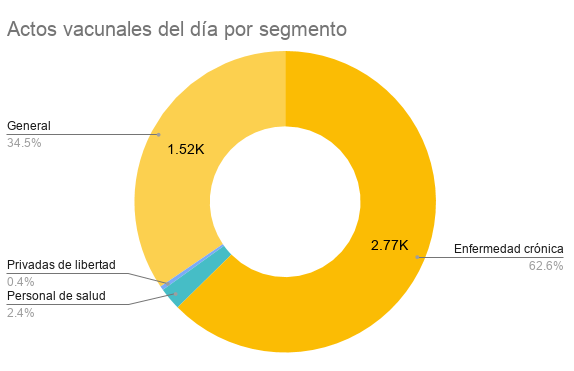 Actos vacunales del día por segmento
General
34.5%
1.52K
2.77K
Enfermedad crónica
62.6%
Privadas de libertad
0.4%
Personal de salud
2.4%